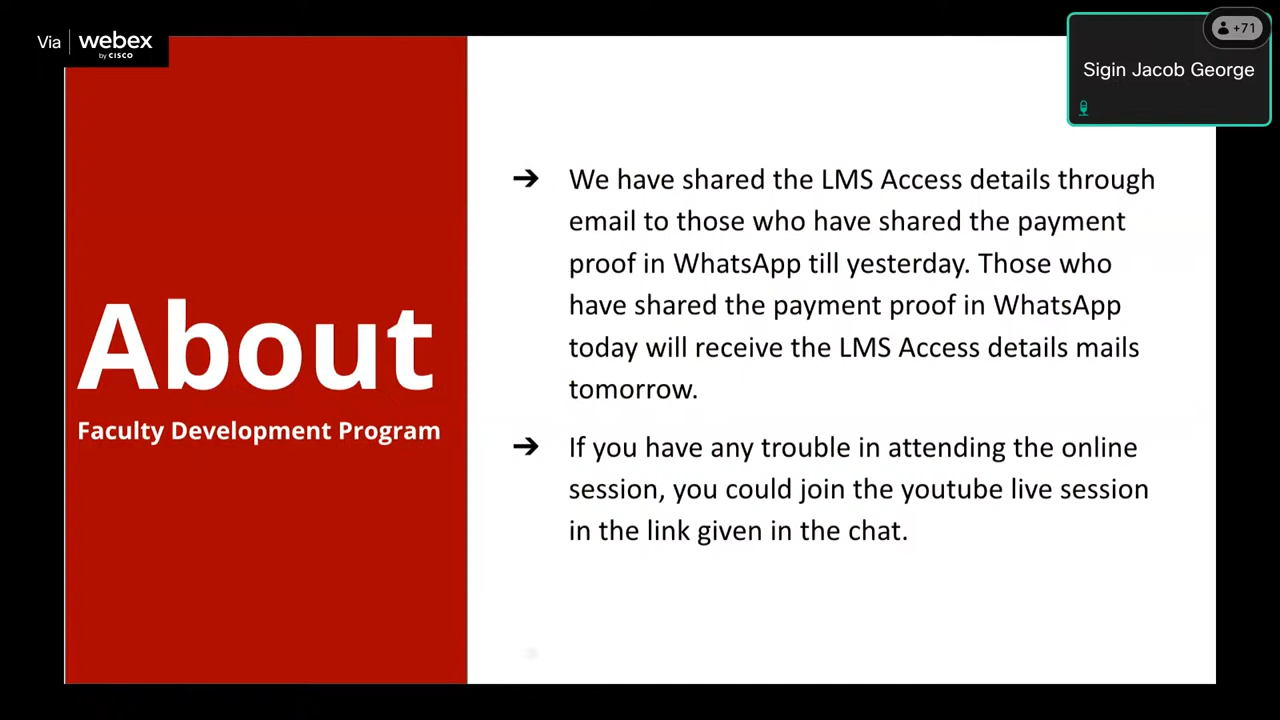 Via webex
by CISCO
+71
Sigin Jacob George
About
Faculty Development Program
➔ We have shared the LMS Access details through
email to those who have shared the payment
proof in WhatsApp till yesterday. Those who
have shared the payment proof in WhatsApp
today will receive the LMS Access details mails
tomorrow.
➔ If you have any trouble in attending the online
session, you could join the youtube live session
in the link given in the chat.